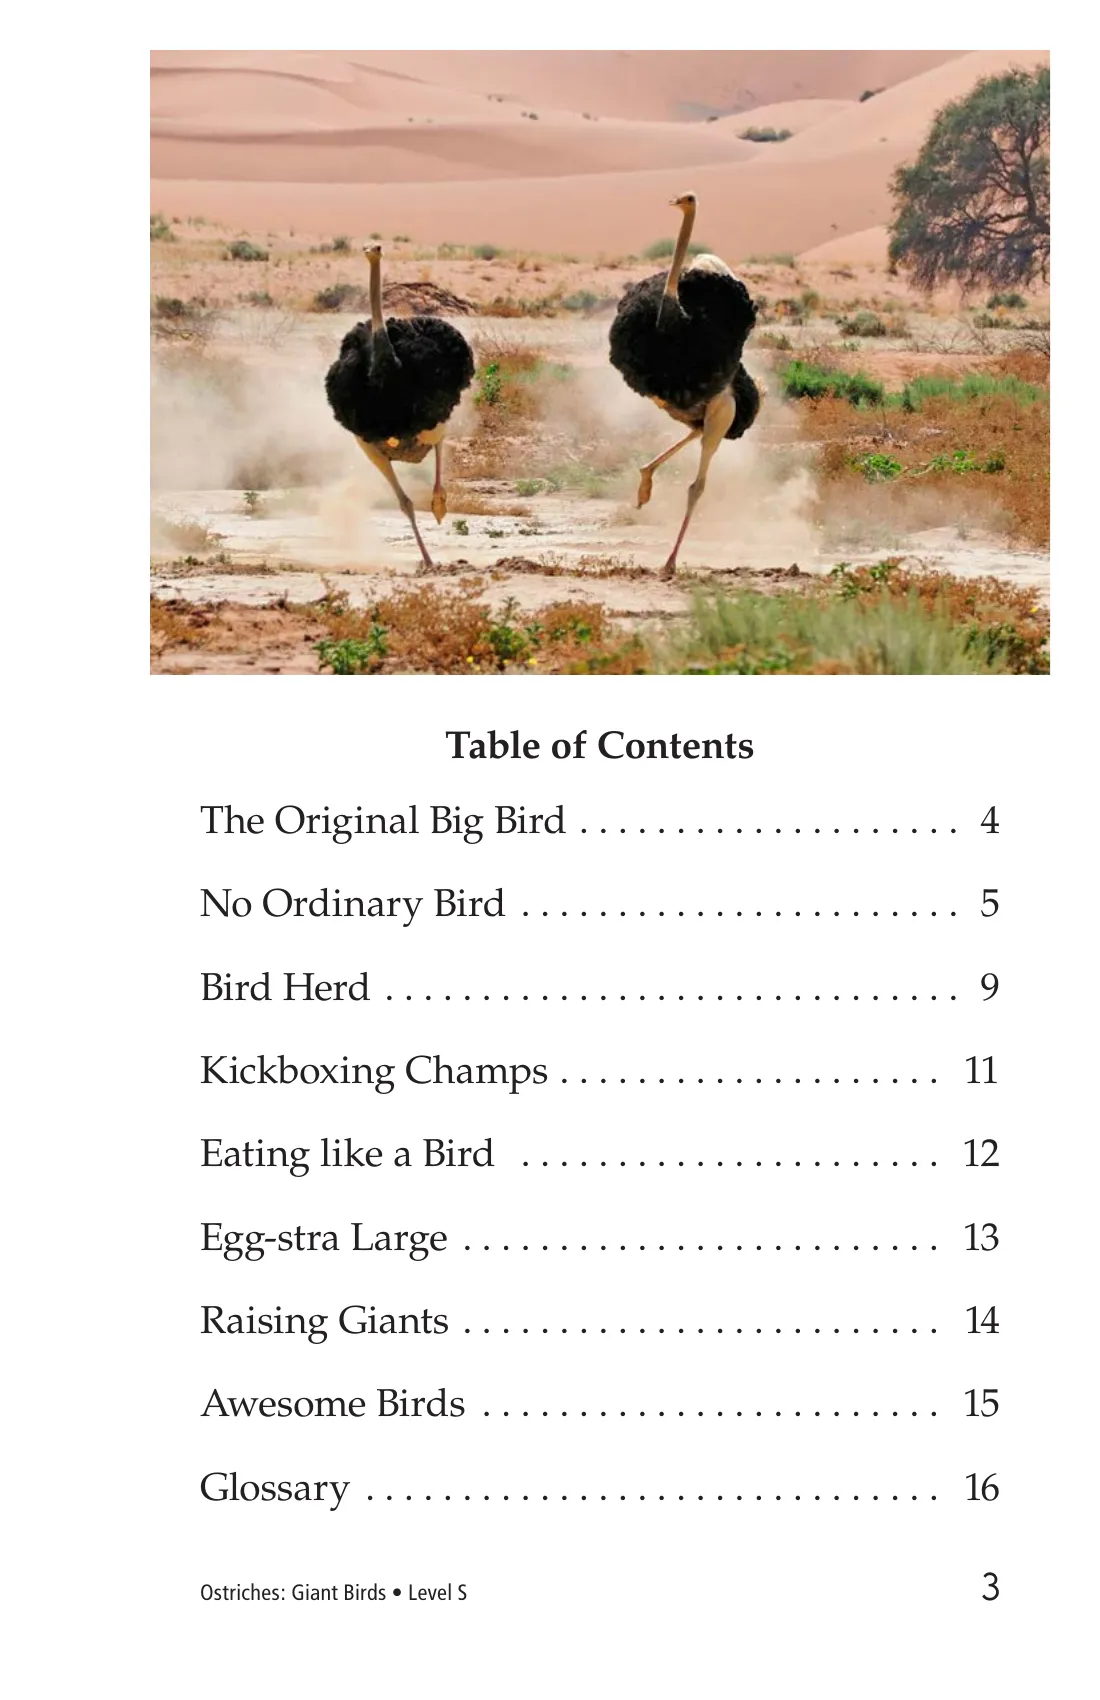 Table of Contents
The Original Big Bird . . . . . . . . . . . . . . . . . . . . 4
No Ordinary Bird . . . . . . . . . . . . . . . . . . . . . . . 5
Bird Herd . . . . . . . . . . . . . . . . . . . . . . . . . . . . . . 9
Kickboxing Champs . . . . . . . . . . . . . . . . . . . . 11
Eating like a Bird . . . . . . . . . . . . . . . . . . . . . . 12
Egg-stra Large . . . . . . . . . . . . . . . . . . . . . . . . . 13
Raising Giants . . . . . . . . . . . . . . . . . . . . . . . . . 14
Awesome Birds . . . . . . . . . . . . . . . . . . . . . . . . 15
Glossary . . . . . . . . . . . . . . . . . . . . . . . . . . . . . . 16
Ostriches: Giant Birds • Level S 3